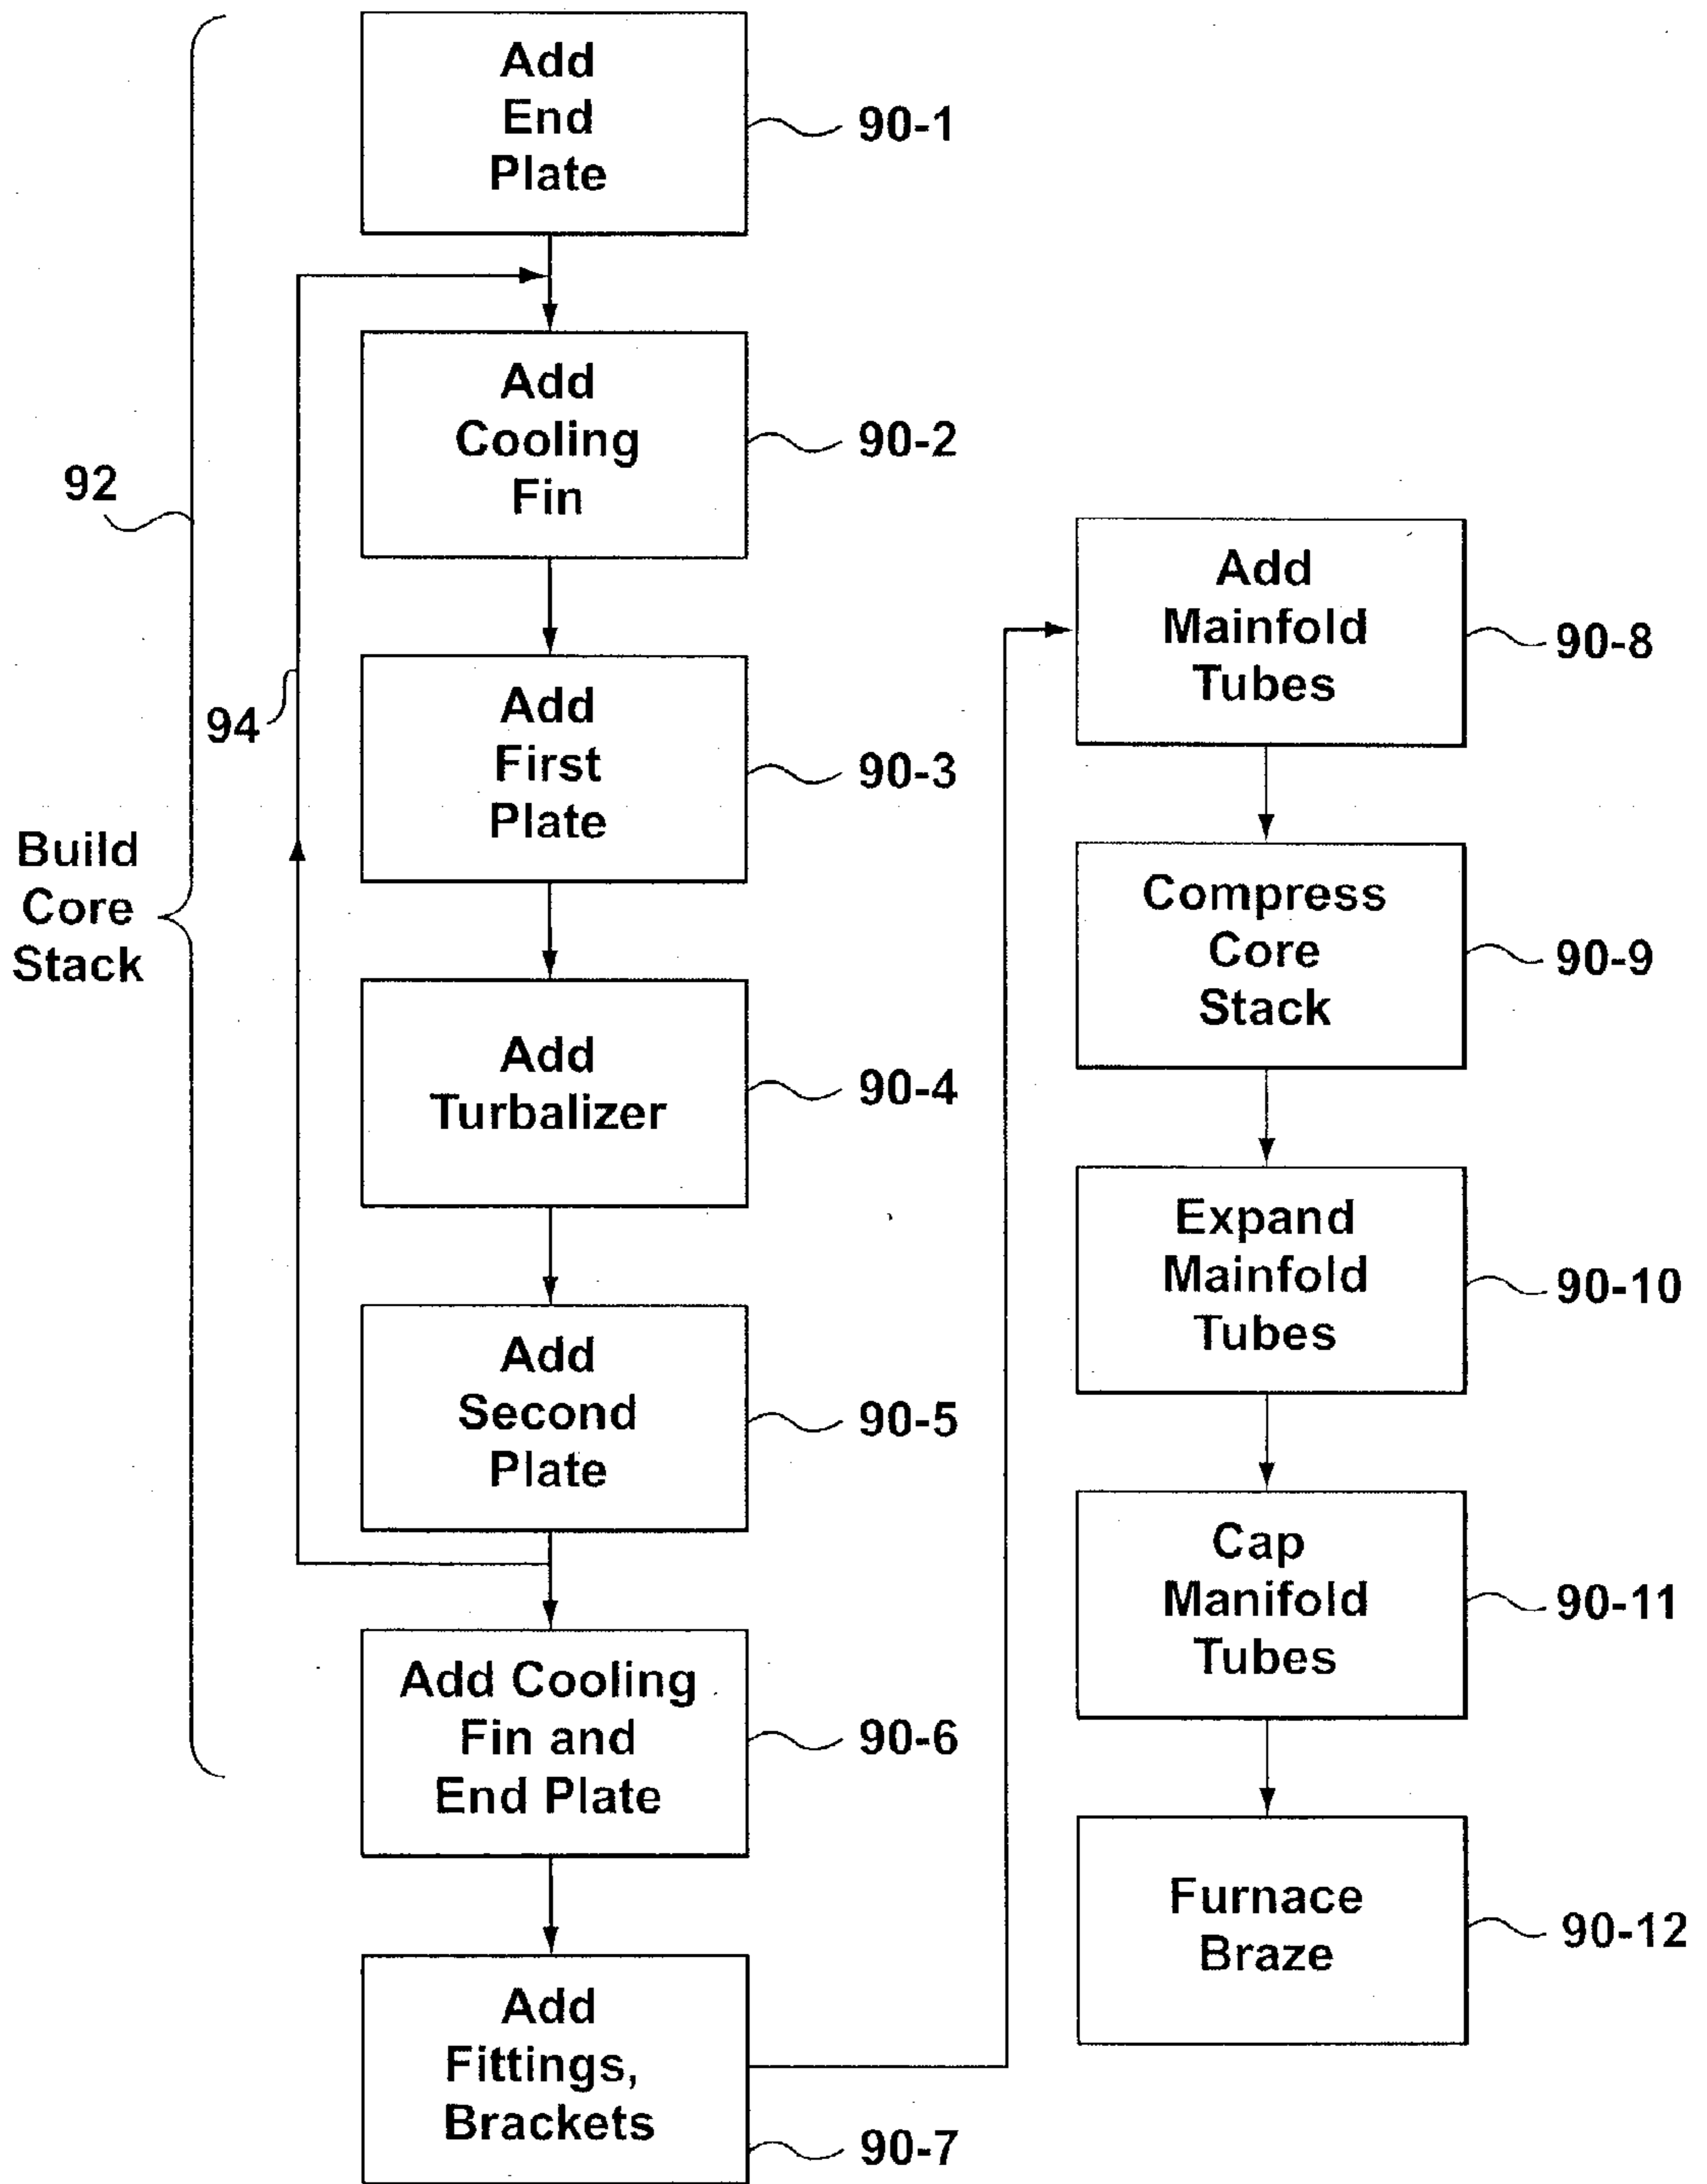 Add
End
Plate
90-1
Add
Cooling
Fin
90-2
92
94
Add
First
Plate
90-3
Build
Core
Stack
Add
Turbalizer
90-4
Add
Second
Plate
90-5
Add Cooling
Fin and
End Plate
90-6
Add
Fittings,
Brackets
90-7
Add
Mainfold
Tubes
90-8
Compress
Core
Stack
90-9
Expand
Mainfold
Tubes
90-10
Cap
Manifold
Tubes
90-11
Furnace
Braze
90-12